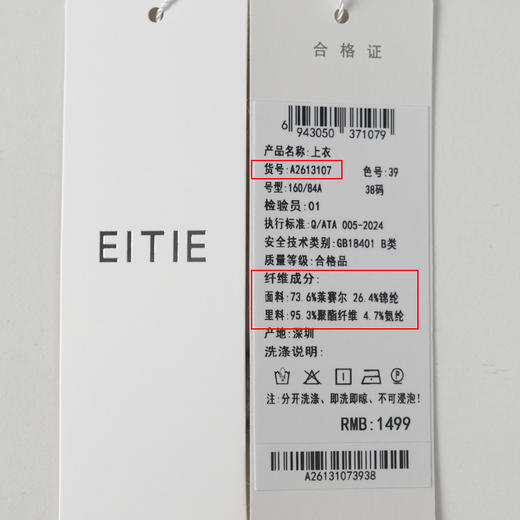 EITIE
合格证
6 943050 371079
产品名称:上衣
货号:A2613107 色号:39
号型:160/84A 38码
检验员:01
执行标准:Q/ATA 005-2024
安全技术类别:GB18401 B类
质量等级:合格品
纤维成分:
面料:73.6%莱赛尔 26.4%锦纶
里料:95.3%聚酯纤维 4.7%氨纶
产地:深圳
洗涤说明:
注:分开洗涤、即洗即晾、不可浸泡!
RMB:1499
A26131073938